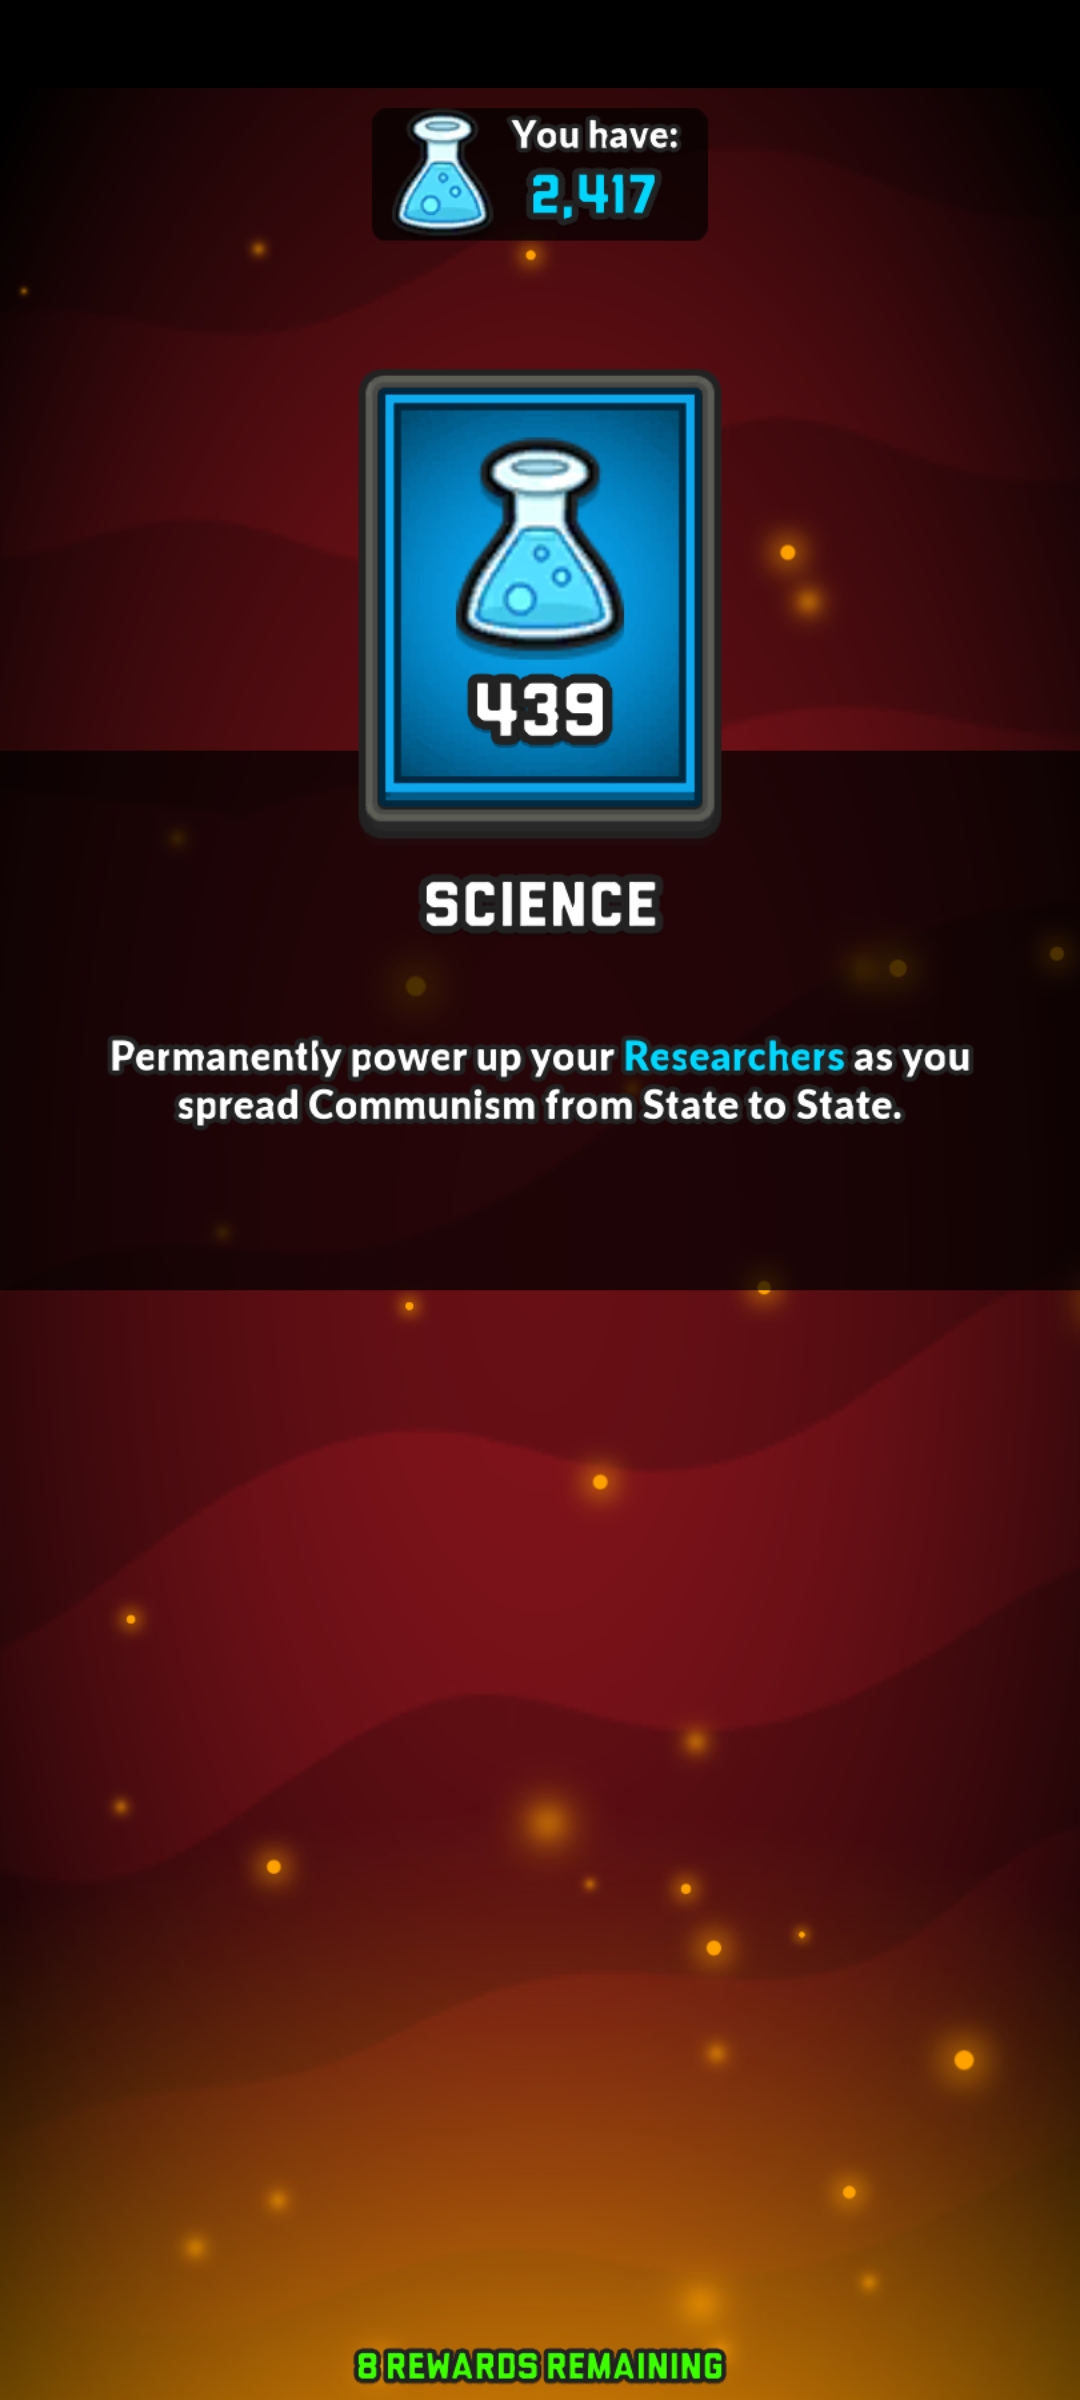 You have:
2,417
439
SCIENCE
Permanently power up your Researchers as you
spread Communism from State to State.
8 REWARDS REMAINING